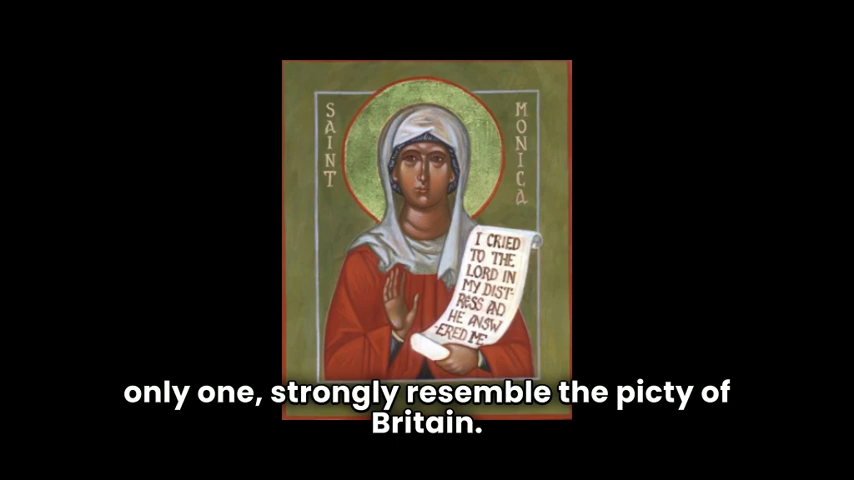 SAINT
MONICA
I CRIED
TO THE
LORD IN
MY DIST-
RESS AND
HE ANSW
-ERED ME
only one, strongly resemble the picty of
Britain.